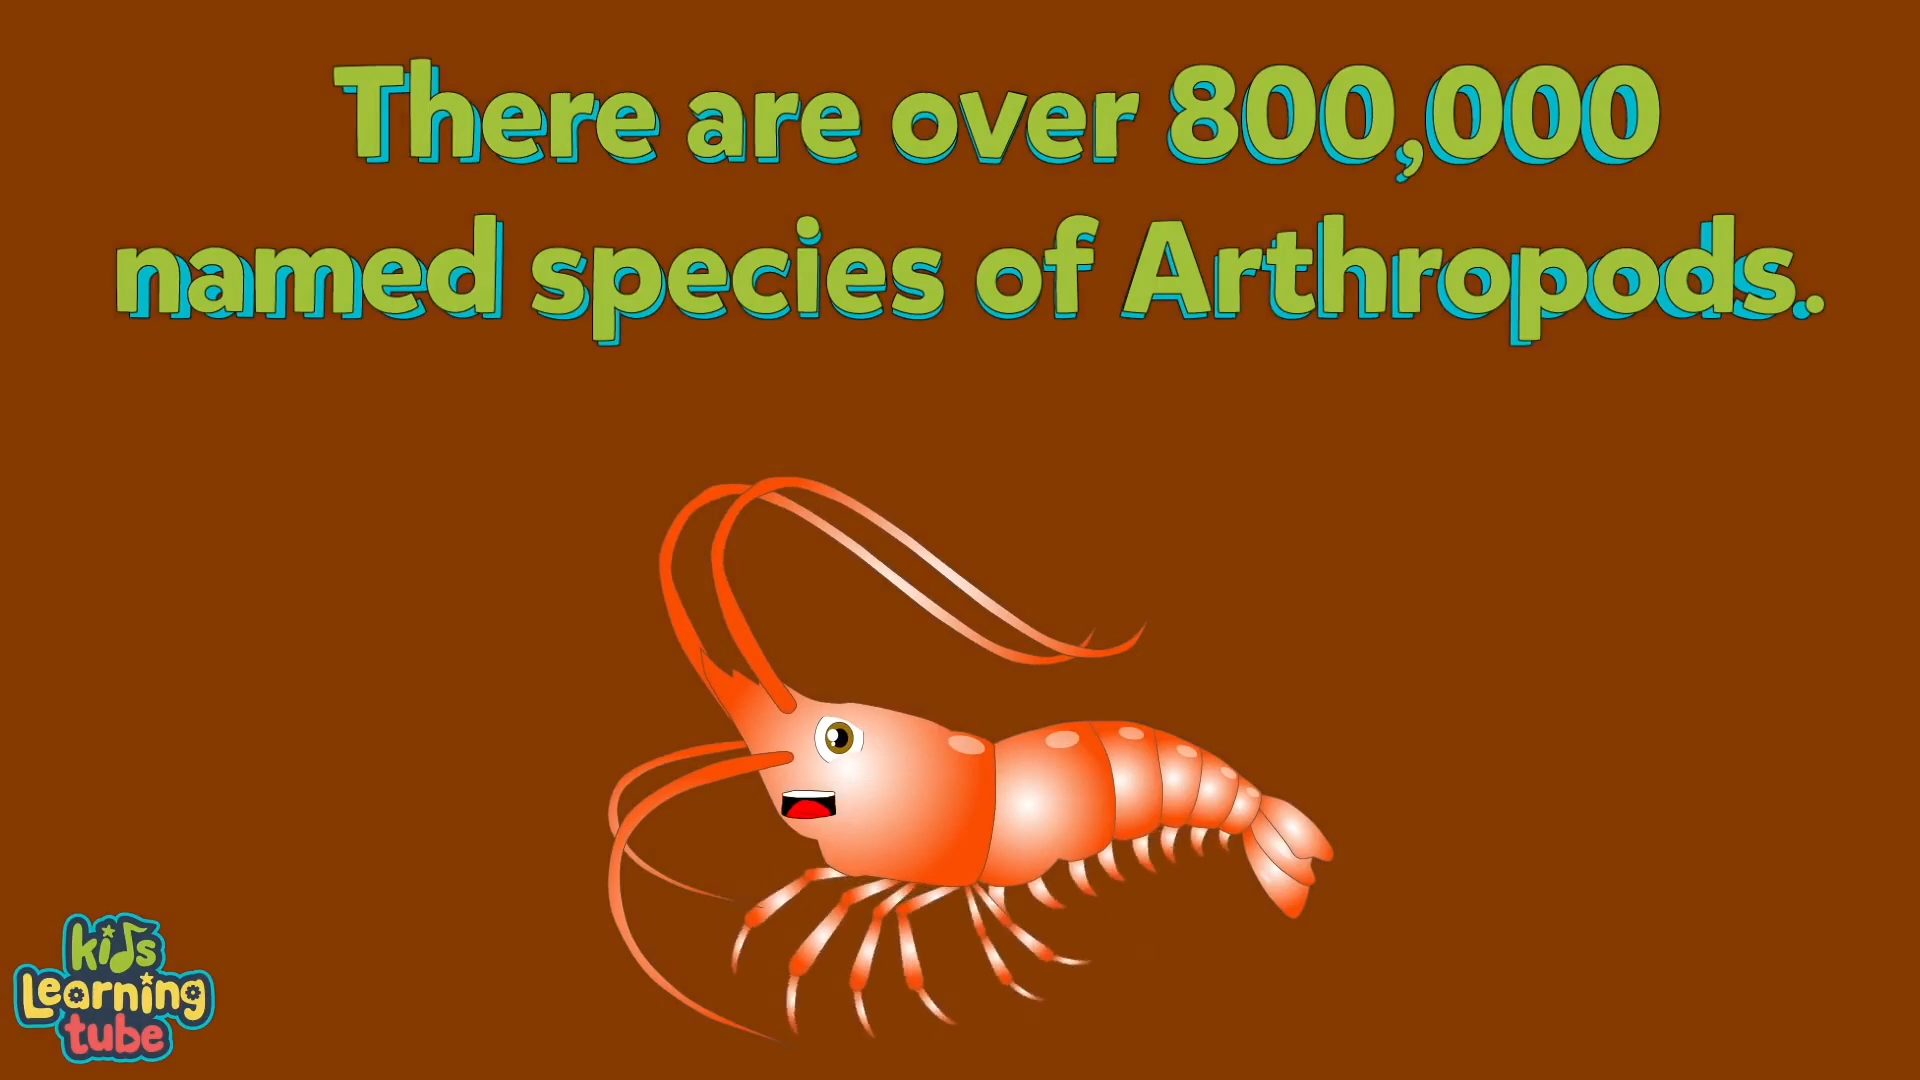 There are over 800,000
named species of Arthropods.
kids
Learning
tube